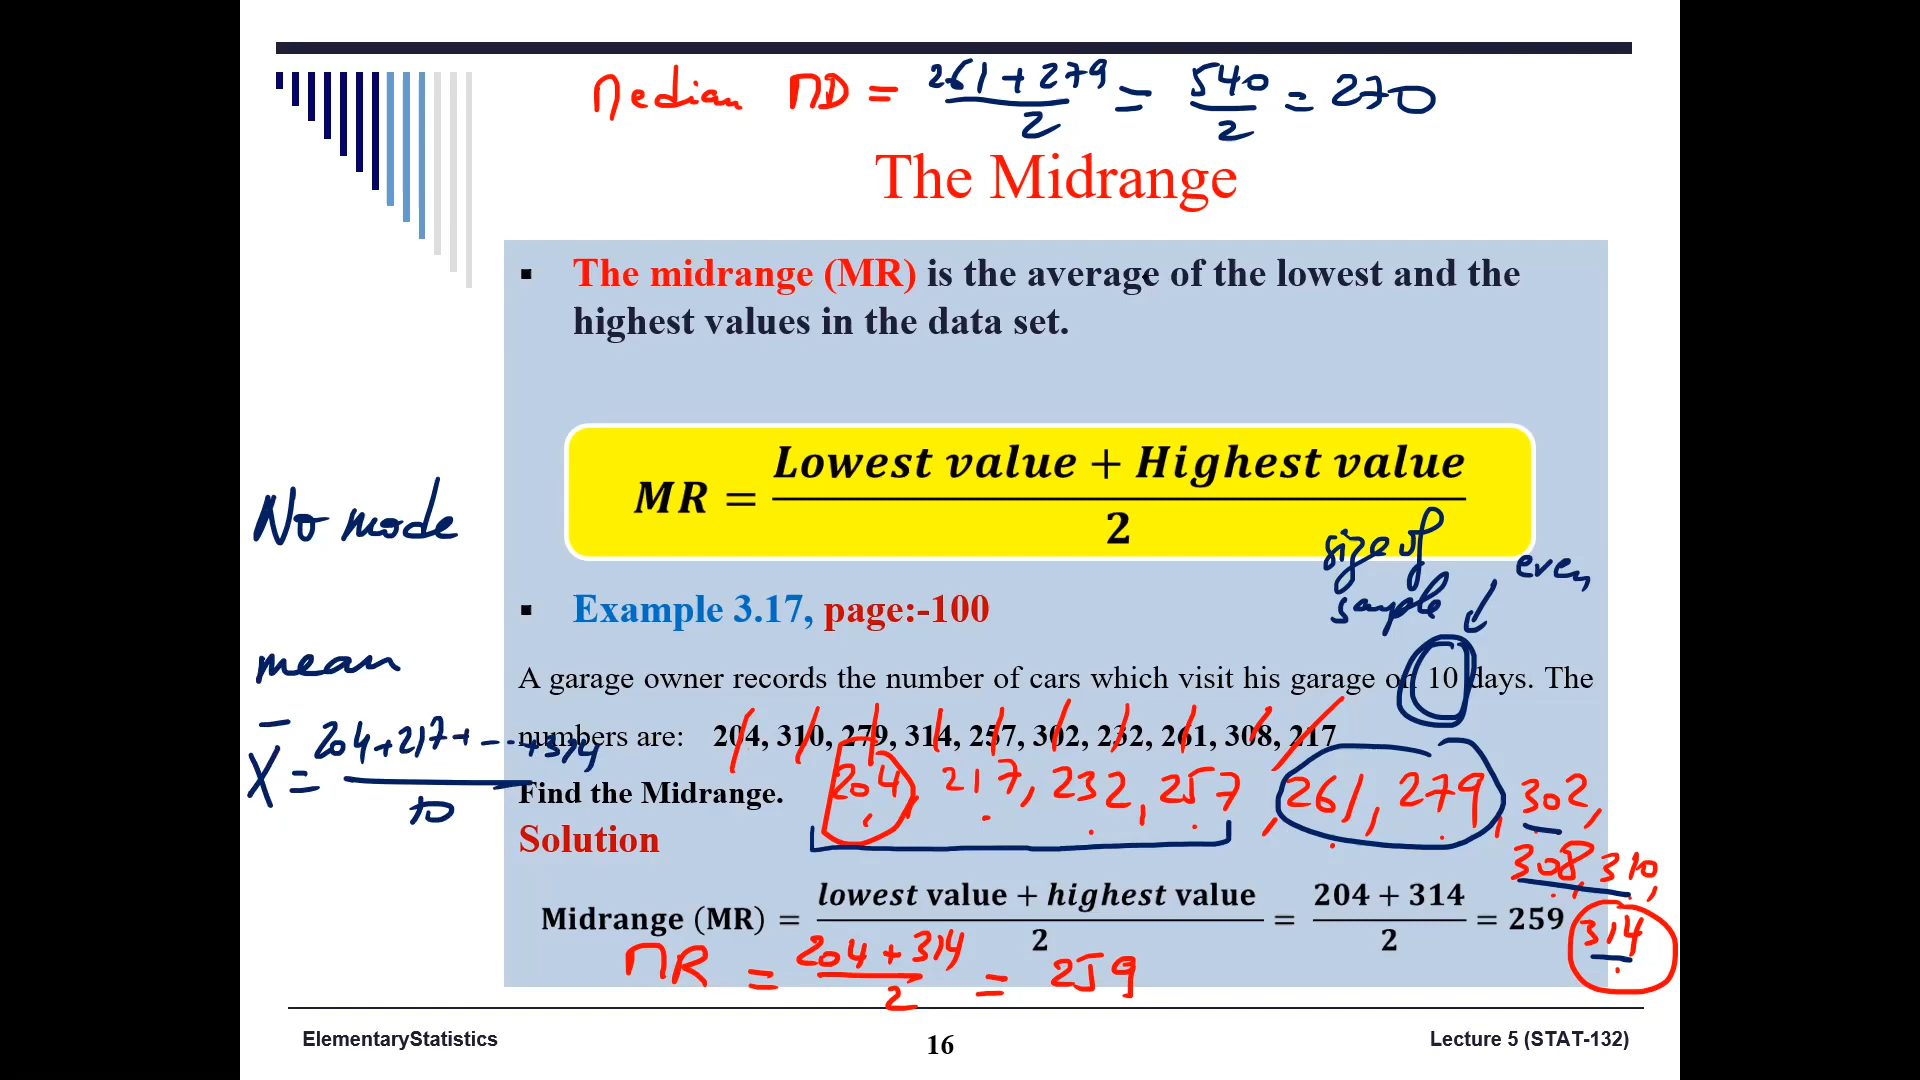 Median MD = 261 + 279 / 2 = 540 / 2 = 270
The Midrange
▪ The midrange (MR) is the average of the lowest and the
highest values in the data set.
MR = Lowest value + Highest value / 2
No mode
size of
sample
even
▪ Example 3.17, page:-100
mean
A garage owner records the number of cars which visit his garage on 10 days. The
numbers are: 204, 310, 279, 314, 257, 302, 232, 261, 308, 217
X̄ = 204 + 217 + --- + 314 / 10
Find the Midrange.
204, 217, 232, 257, 261, 279, 302,
308, 310,
314
Solution
Midrange (MR) = lowest value + highest value / 2 = 204 + 314 / 2 = 259
MR = 204 + 314 / 2 = 259
ElementaryStatistics
16
Lecture 5 (STAT-132)